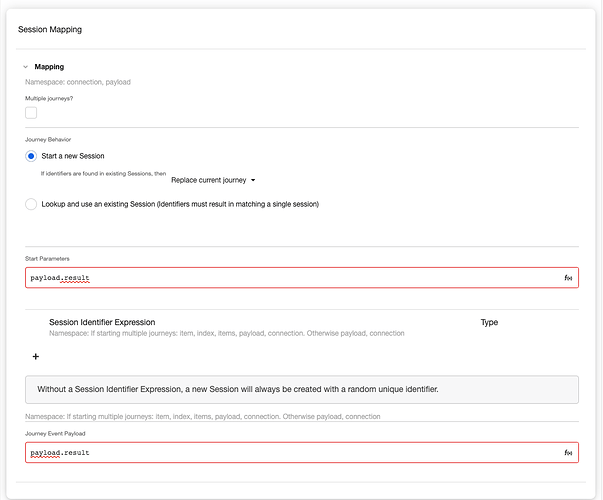 Session Mapping
Mapping
Namespace: connection, payload
Multiple journeys?
Journey Behavior
Start a new Session
If identifiers are found in existing Sessions, then Replace current journey
Lookup and use an existing Session (Identifiers must result in matching a single session)
Start Parameters
payload.result f(x)
Session Identifier Expression Type
Namespace: If starting multiple journeys: item, index, items, payload, connection. Otherwise payload, connection
+
Without a Session Identifier Expression, a new Session will always be created with a random unique identifier.
Namespace: If starting multiple journeys: item, index, items, payload, connection. Otherwise payload, connection
Journey Event Payload
payload.result f(x)